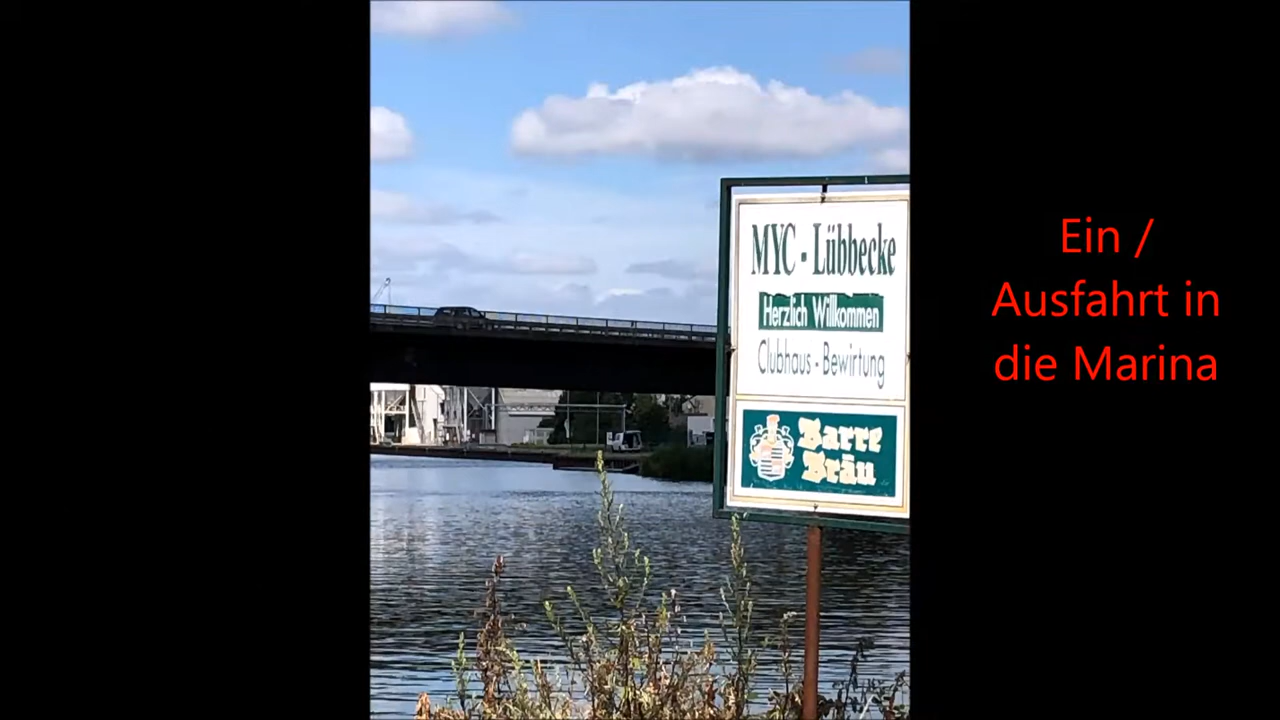 MYC - Lübbecke
Herzlich Willkommen
Clubhaus - Bewirtung
Barre
Bräu
Ein /
Ausfahrt in
die Marina